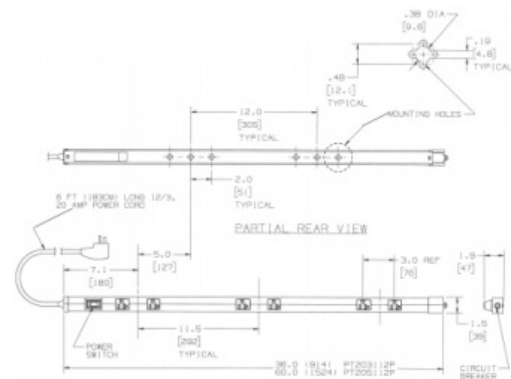 .38 DIA
[9.6]
.19
[4.8]
TYPICAL
.48
[12.1]
TYPICAL
12.0
[305]
TYPICAL
MOUNTING HOLES
2.0
[51]
TYPICAL
6 FT (183CM) LONG 12/3,
20 AMP POWER CORD
PARTIAL REAR VIEW
5.0
[127]
7.1
[180]
3.0 REF
[76]
1.9
[47]
11.5
[292]
TYPICAL
1.5
[39]
POWER
SWITCH
36.0 (914) PT203112P
60.0 (1524) PT205112P
CIRCUIT
BREAKER